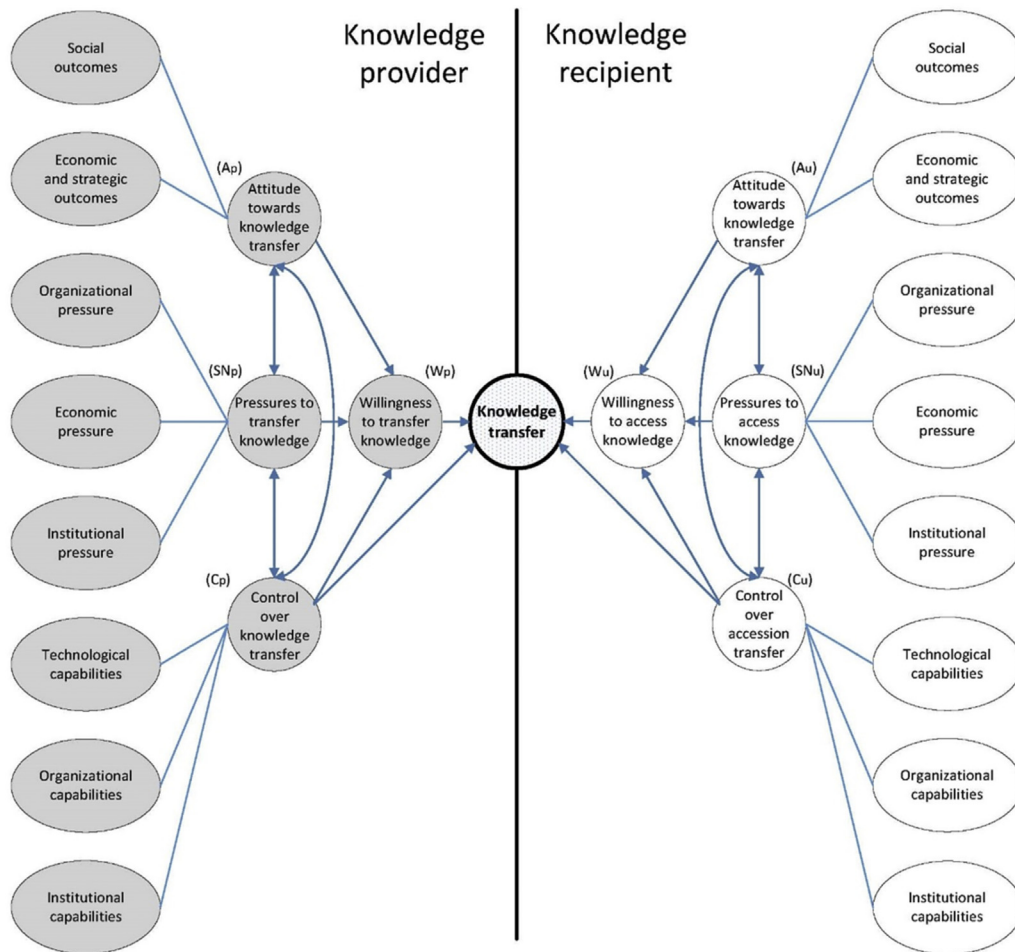 Knowledge
provider
Knowledge
recipient
Social
outcomes
Economic
and strategic
outcomes
Organizational
pressure
Economic
pressure
Institutional
pressure
Technological
capabilities
Organizational
capabilities
Institutional
capabilities
(Ap)
Attitude
towards
knowledge
transfer
(SNp)
Pressures to
transfer
knowledge
(Cp)
Control
over
knowledge
transfer
(Wp)
Willingness
to transfer
knowledge
Knowledge
transfer
(Wu)
Willingness
to access
knowledge
(Au)
Attitude
towards
knowledge
transfer
(SNu)
Pressures to
access
knowledge
(Cu)
Control
over
accession
transfer
Social
outcomes
Economic
and strategic
outcomes
Organizational
pressure
Economic
pressure
Institutional
pressure
Technological
capabilities
Organizational
capabilities
Institutional
capabilities